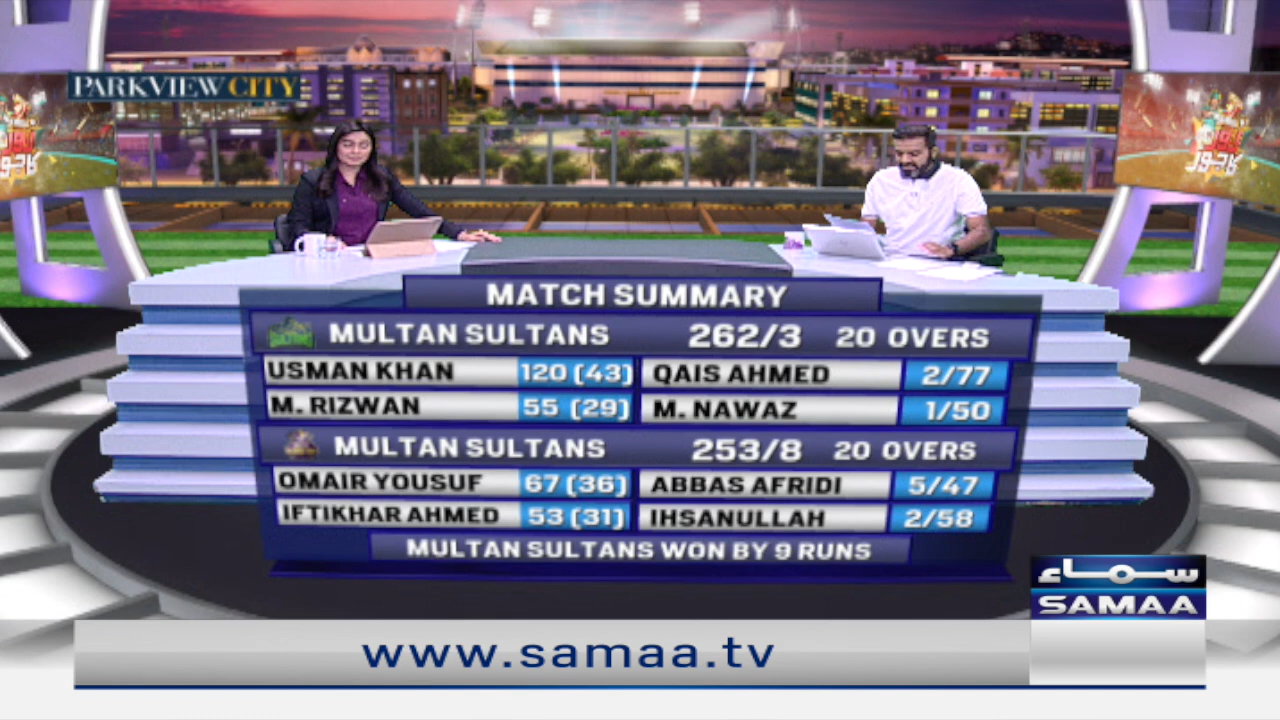 PARKVIEW CITY
MATCH SUMMARY
MULTAN SULTANS 262/3 20 OVERS
USMAN KHAN 120 (43) QAIS AHMED 2/77
M. RIZWAN 55 (29) M. NAWAZ 1/50
MULTAN SULTANS 253/8 20 OVERS
OMAIR YOUSUF 67 (36) ABBAS AFRIDI 5/47
IFTIKHAR AHMED 53 (31) IHSANULLAH 2/58
MULTAN SULTANS WON BY 9 RUNS
سماء
SAMAA
www.samaa.tv